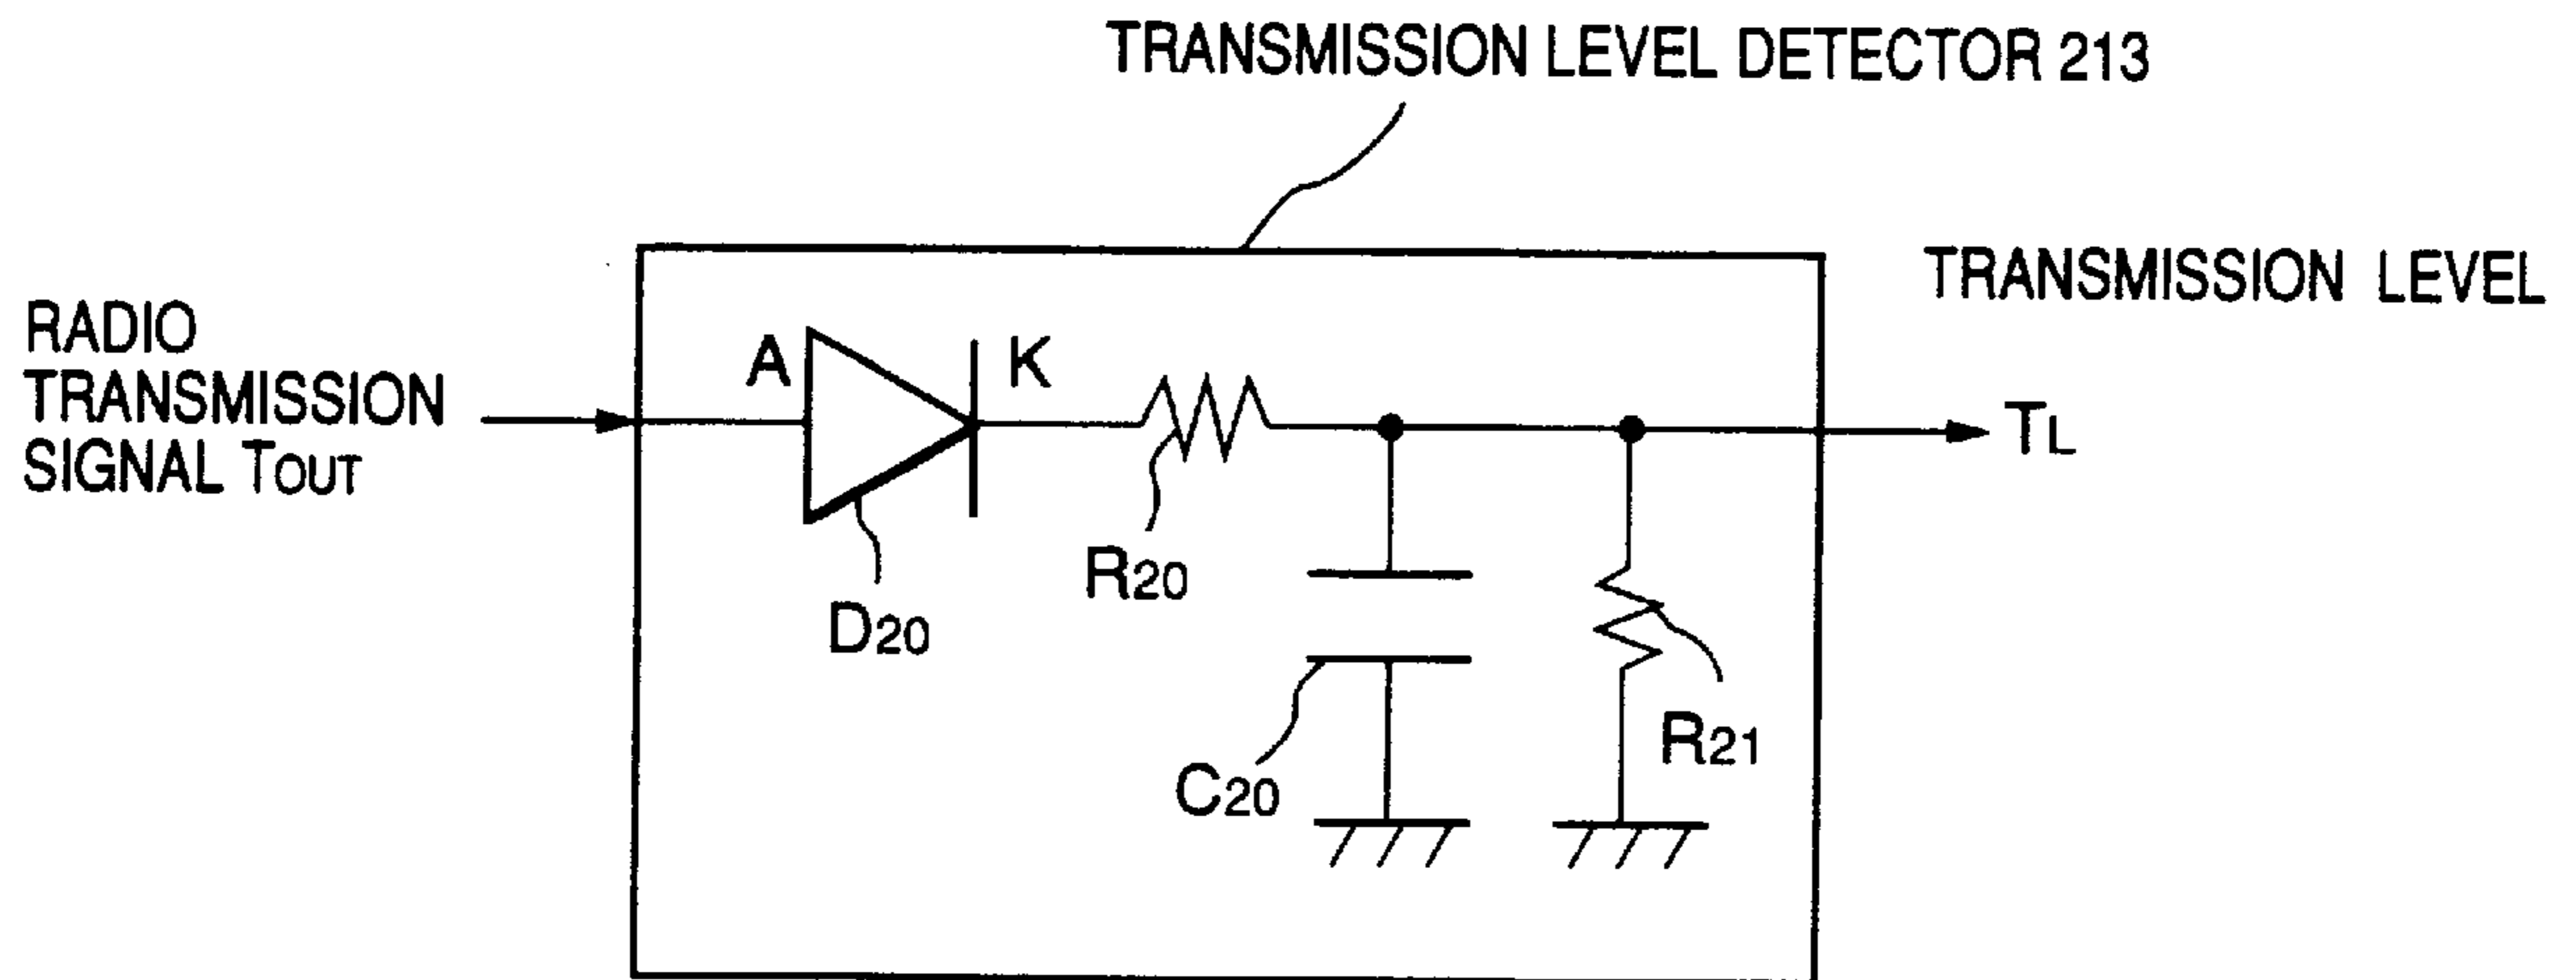 TRANSMISSION LEVEL DETECTOR 213
TRANSMISSION LEVEL
RADIO
TRANSMISSION
SIGNAL TOUT
A
K
TL
R20
D20
R21
C20